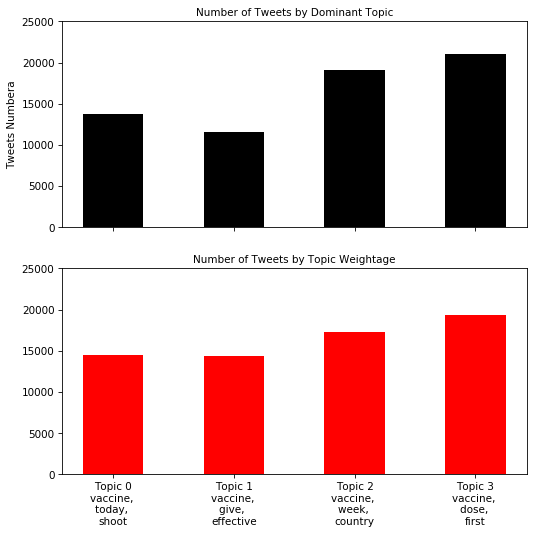 Number of Tweets by Dominant Topic
25000
20000
15000
10000
5000
0
Tweets Numbera
Number of Tweets by Topic Weightage
25000
20000
15000
10000
5000
0
Topic 0 Topic 1 Topic 2 Topic 3
vaccine, vaccine, vaccine, vaccine,
today, give, week, dose,
shoot effective country first